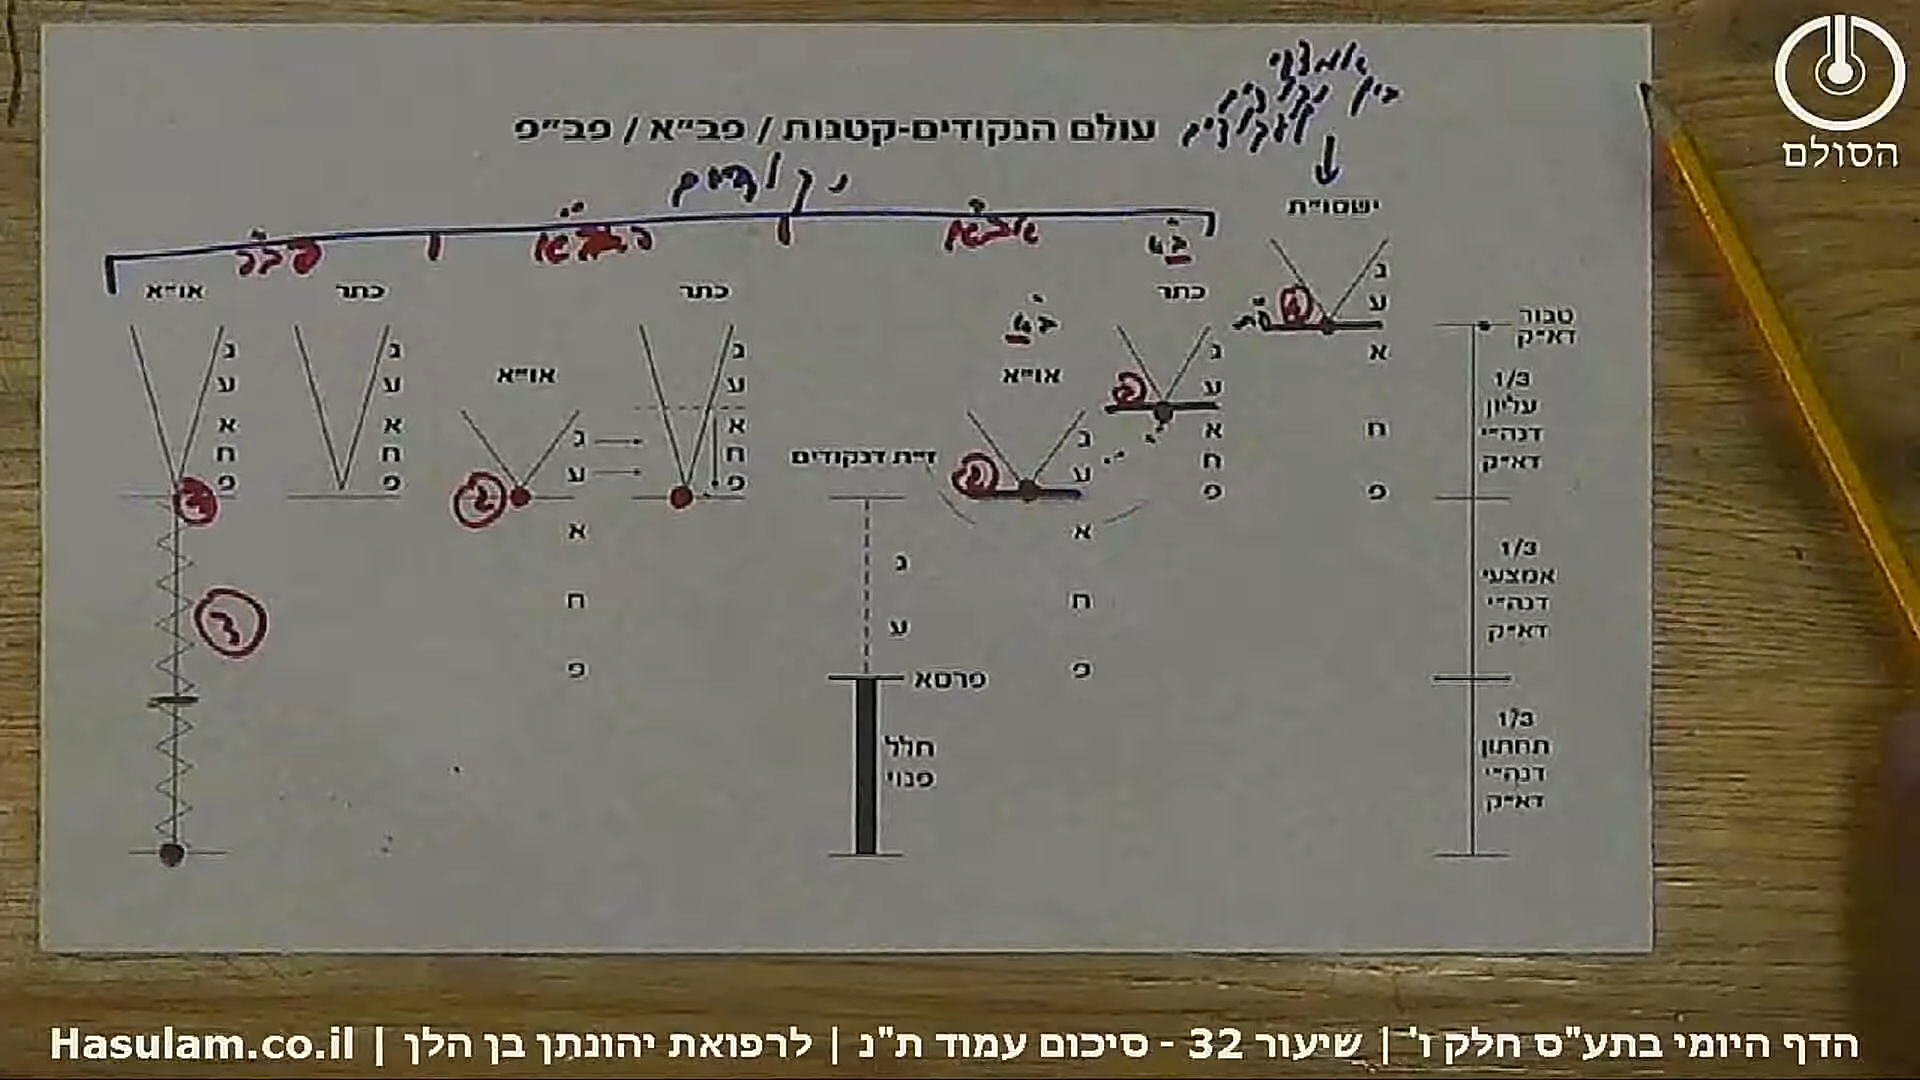 הסולם
עולם הנקודים-קטנות / פב״א / פב״פ
נקודים
ישסו״ת
נ
ע
א
ח
פ
כתר
נ
ע
א
ח
פ
או״א
נ
ע
א
ח
פ
ז״ת דנקודים
נ
ע
פרסא
חלל
פנוי
כתר
נ
ע
א
ח
פ
או״א
נ
ע
א
ח
פ
כתר
נ
ע
א
ח
פ
או״א
נ
ע
א
ח
פ
טבור
דא״ק
1/3
עליון
דנה״י
דא״ק
1/3
אמצעי
דנה״י
דא״ק
1/3
תחתון
דנה״י
דא״ק
הדף היומי בתע"ס חלק ו' | שיעור 32 - סיכום עמוד ת"נ | לרפואת יהונתן בן הלן | Hasulam.co.il